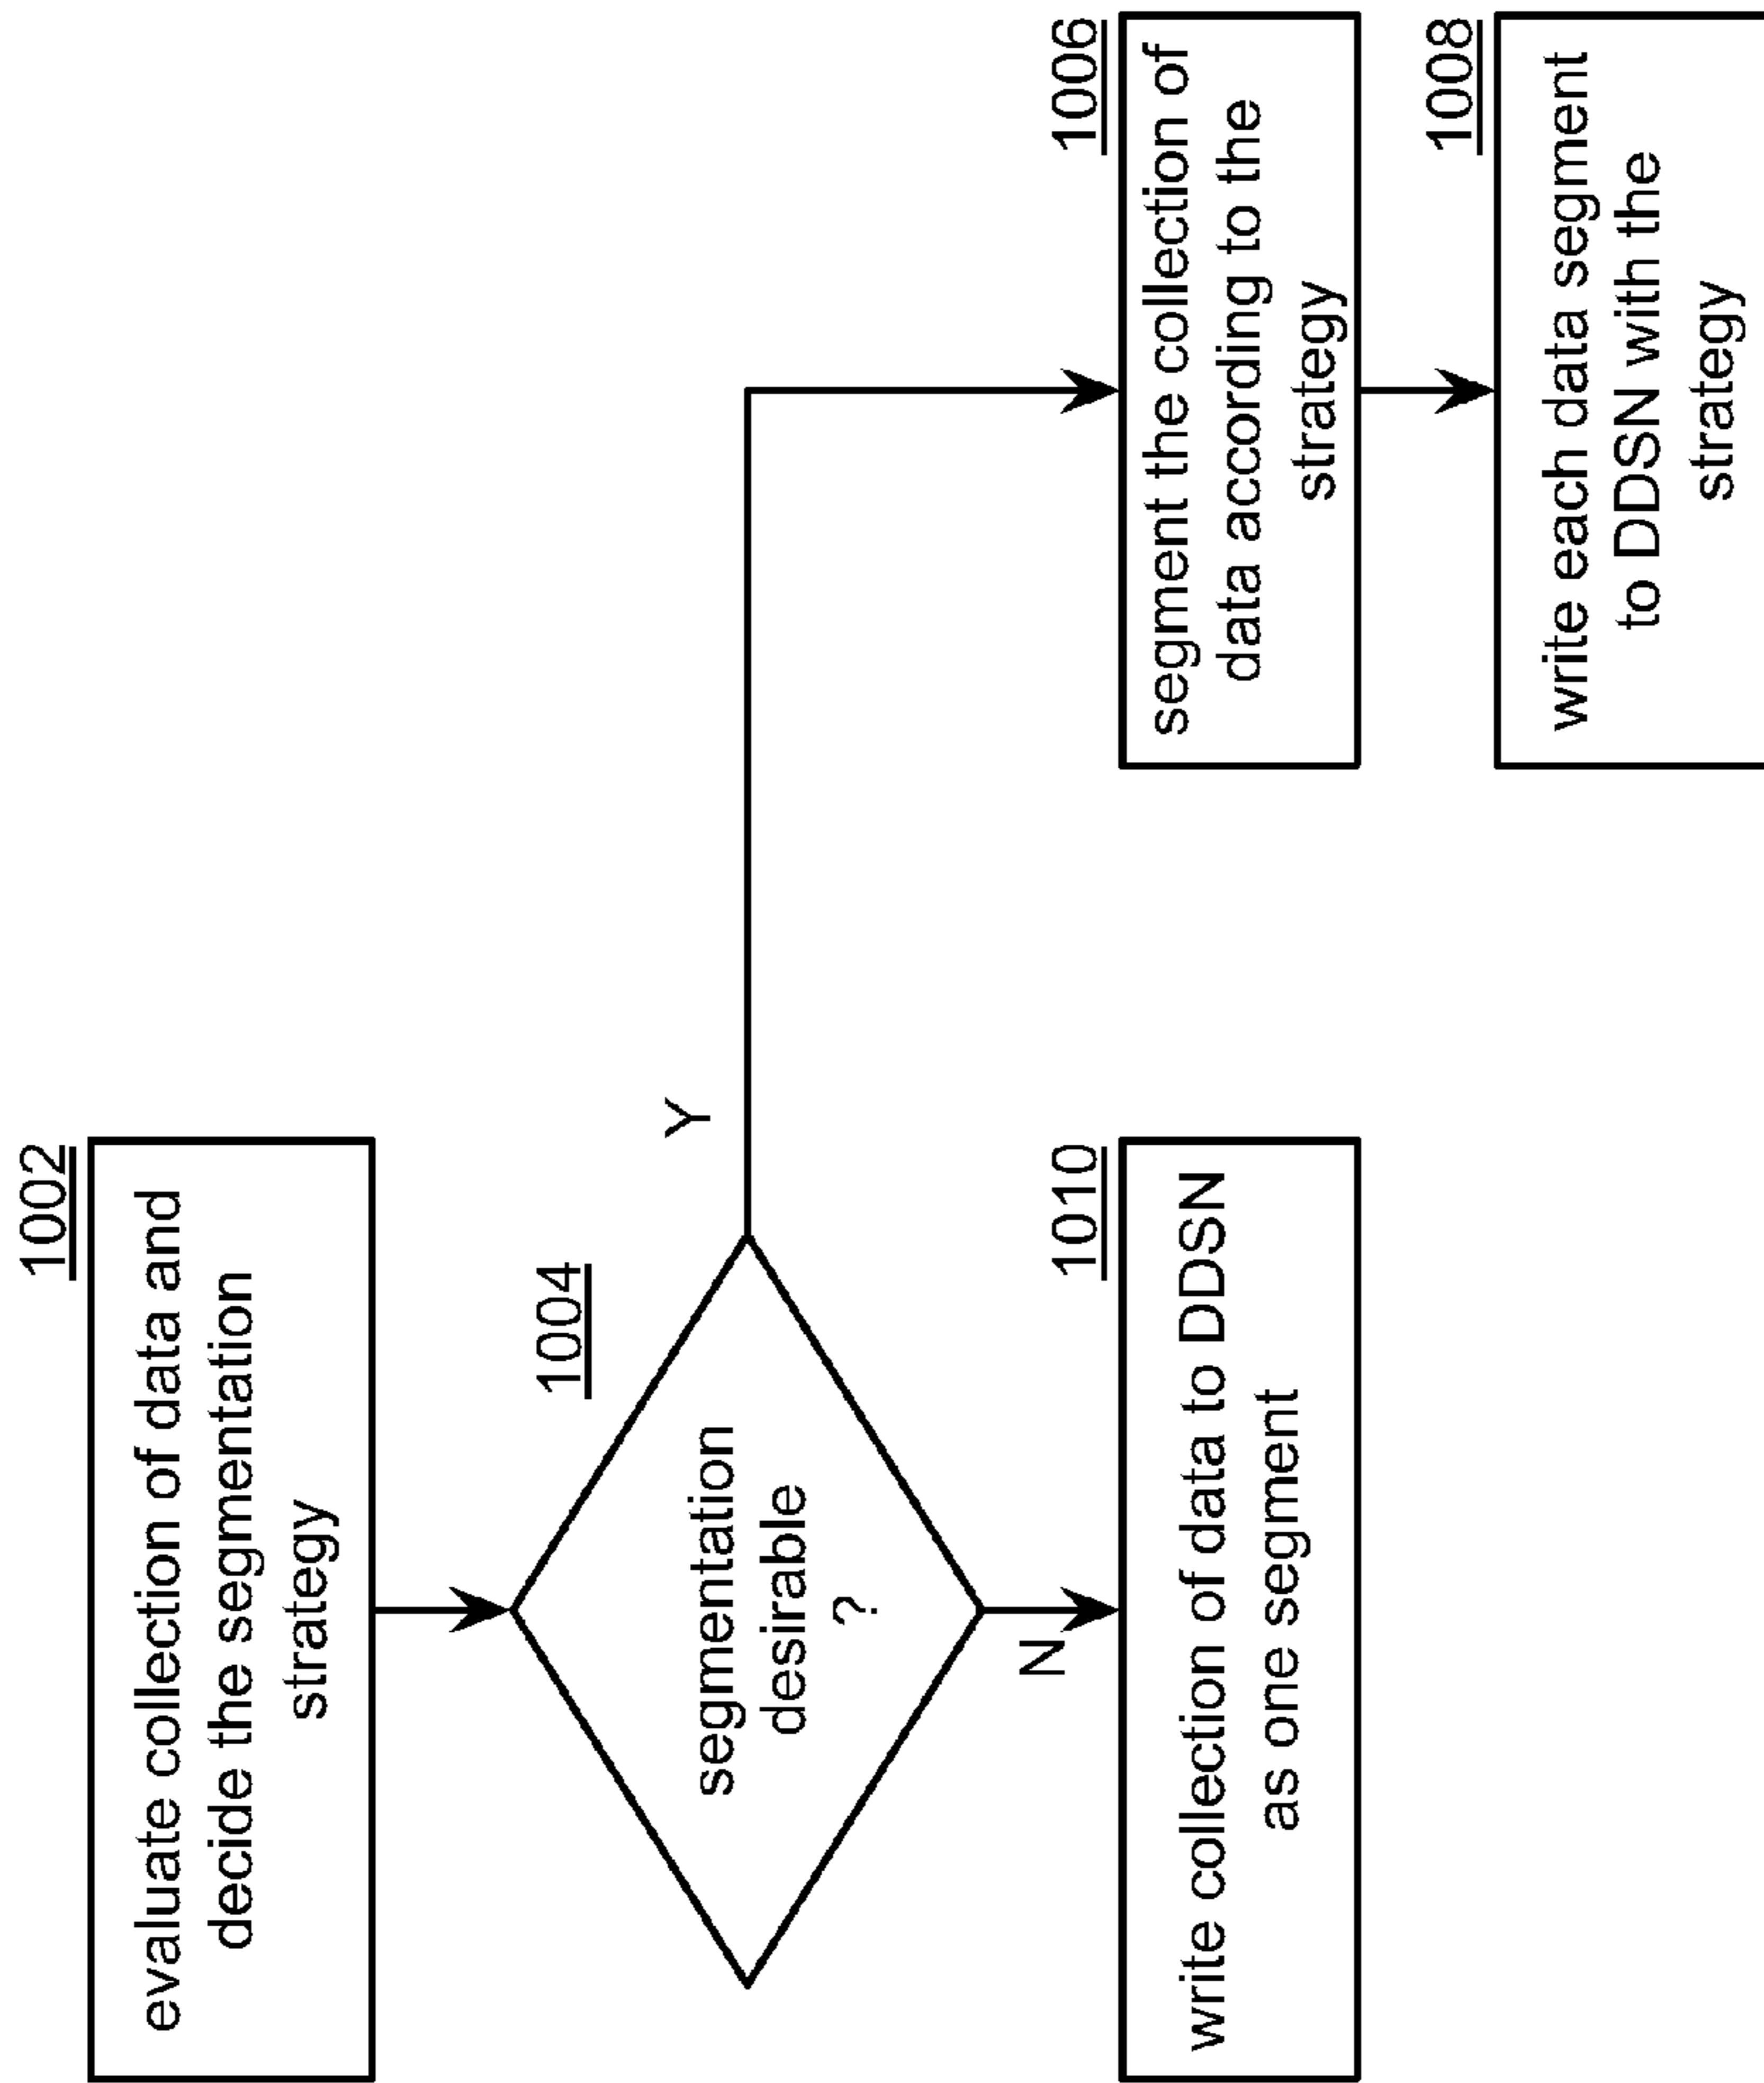 1002
evaluate collection of data and
decide the segmentation
strategy
1004
segmentation
desirable
?
Y
N
1006
segment the collection of
data according to the
strategy
1008
write each data segment
to DDSN with the
strategy
1010
write collection of data to DDSN
as one segment